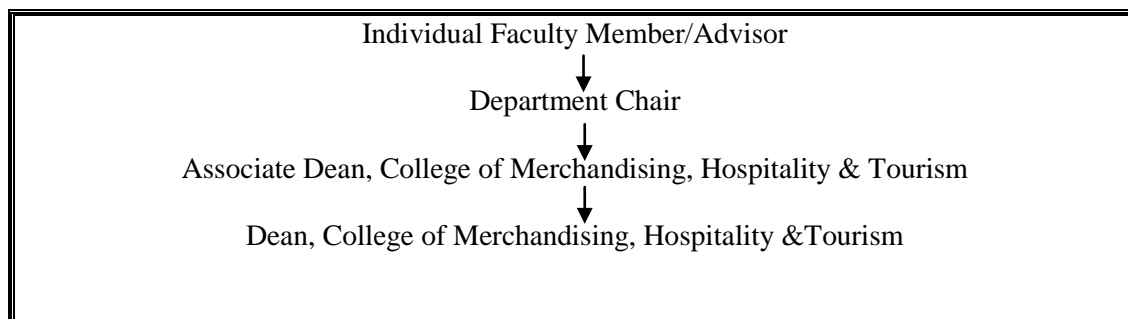 Individual Faculty Member/Advisor
Department Chair
Associate Dean, College of Merchandising, Hospitality & Tourism
Dean, College of Merchandising, Hospitality &Tourism